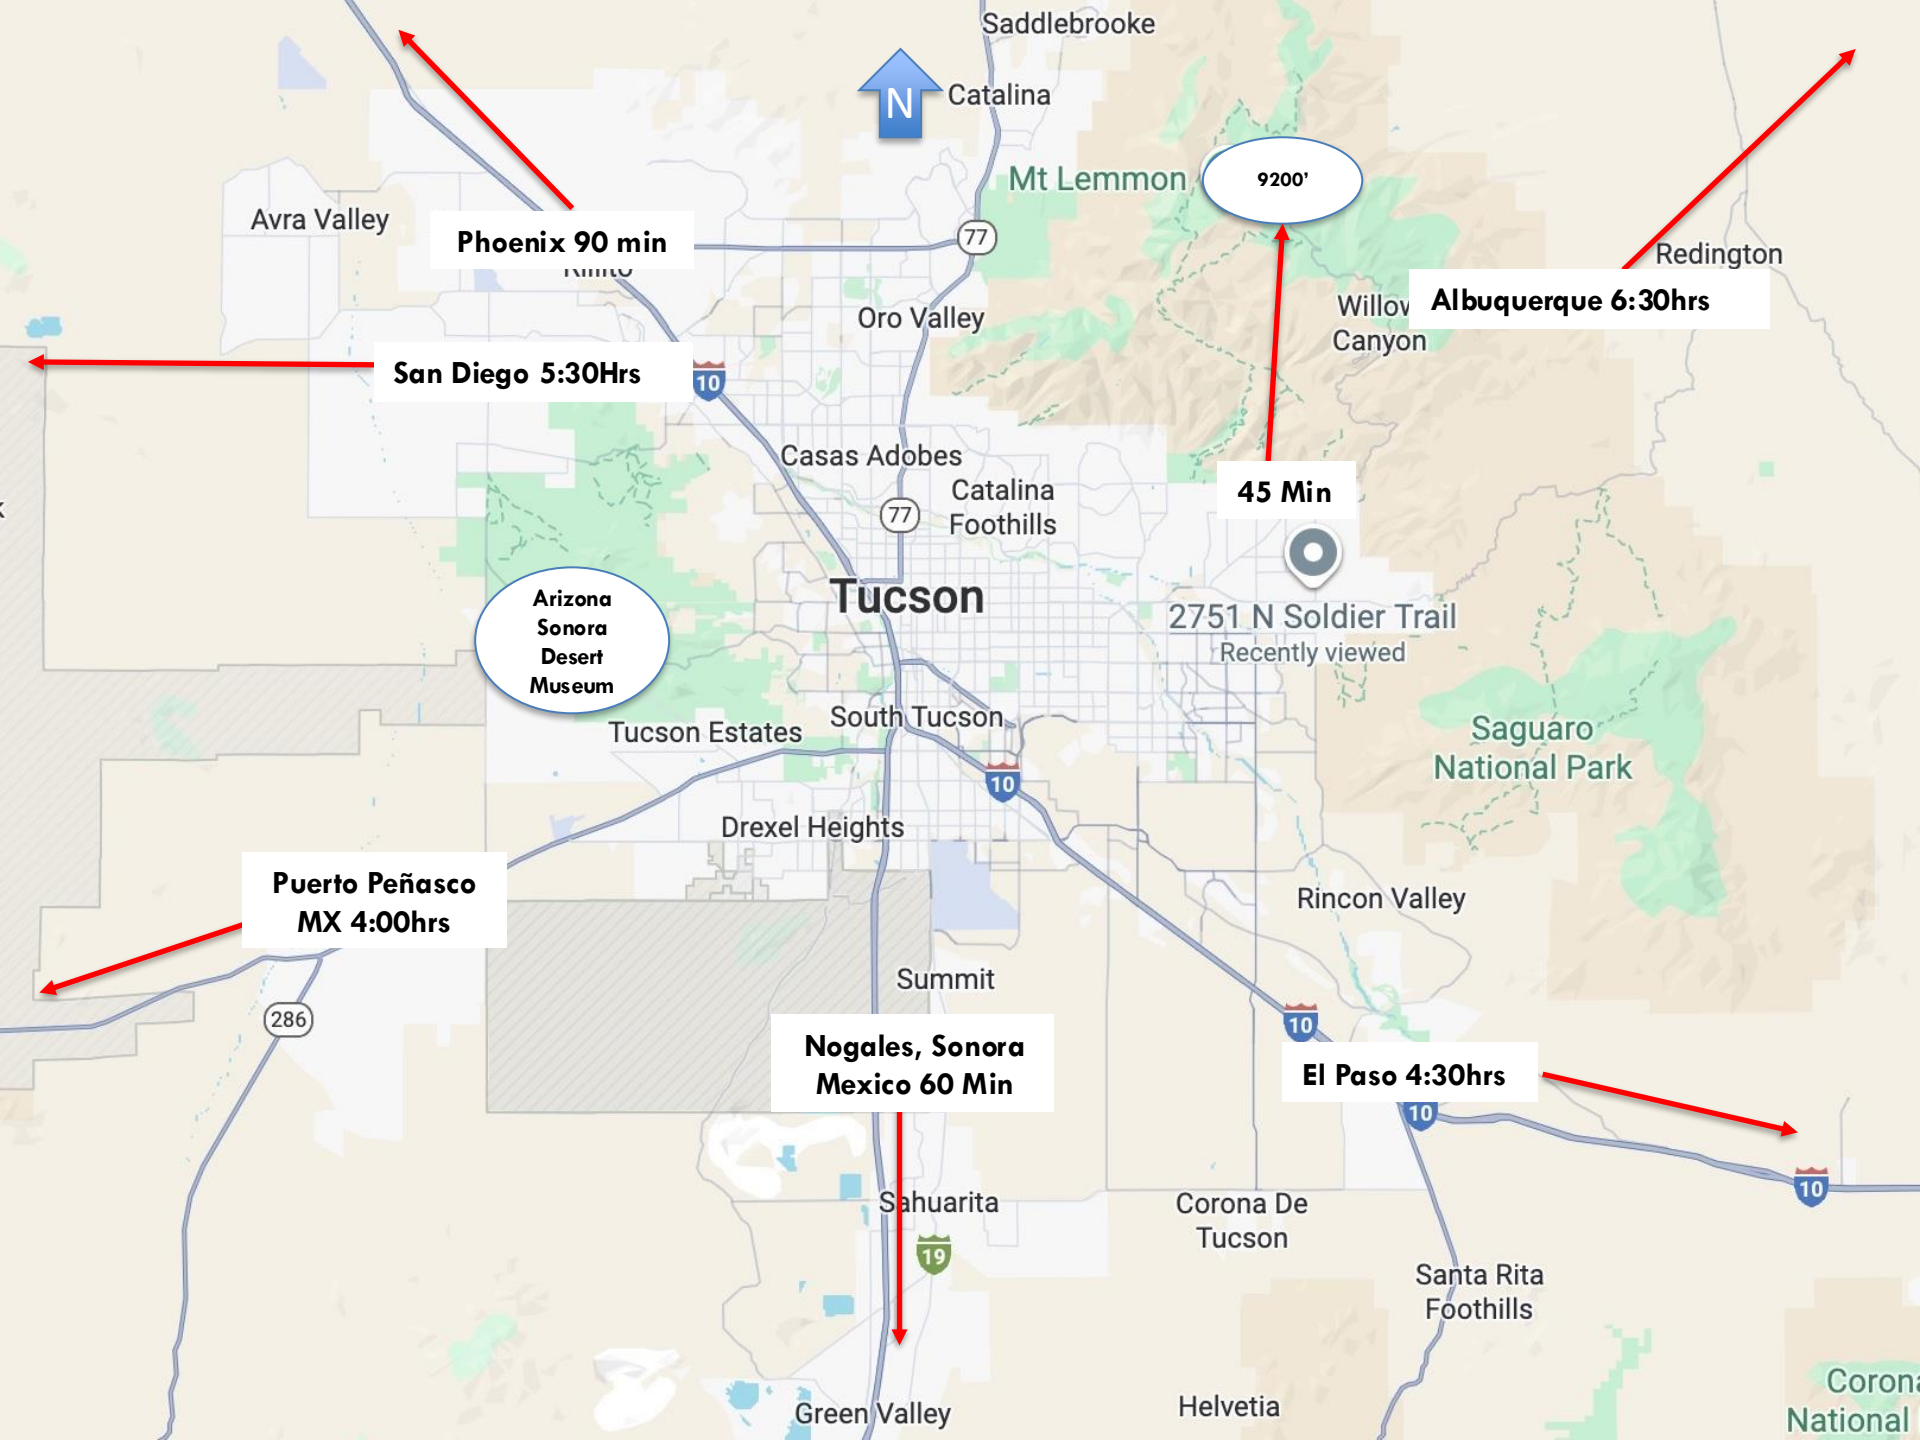 Saddlebrooke
N
Catalina
Mt Lemmon
9200’
Avra Valley
Phoenix 90 min
77
Redington
Rillito
Albuquerque 6:30hrs
Willow
Canyon
Oro Valley
San Diego 5:30Hrs
10
Casas Adobes
Catalina
Foothills
77
45 Min
Tucson
Arizona
Sonora
Desert
Museum
2751 N Soldier Trail
Recently viewed
South Tucson
Tucson Estates
Saguaro
National Park
10
Drexel Heights
Puerto Peñasco
MX 4:00hrs
Rincon Valley
Summit
286
10
Nogales, Sonora
Mexico 60 Min
El Paso 4:30hrs
10
10
Sahuarita
Corona De
Tucson
19
Santa Rita
Foothills
Corona
National
Green Valley
Helvetia